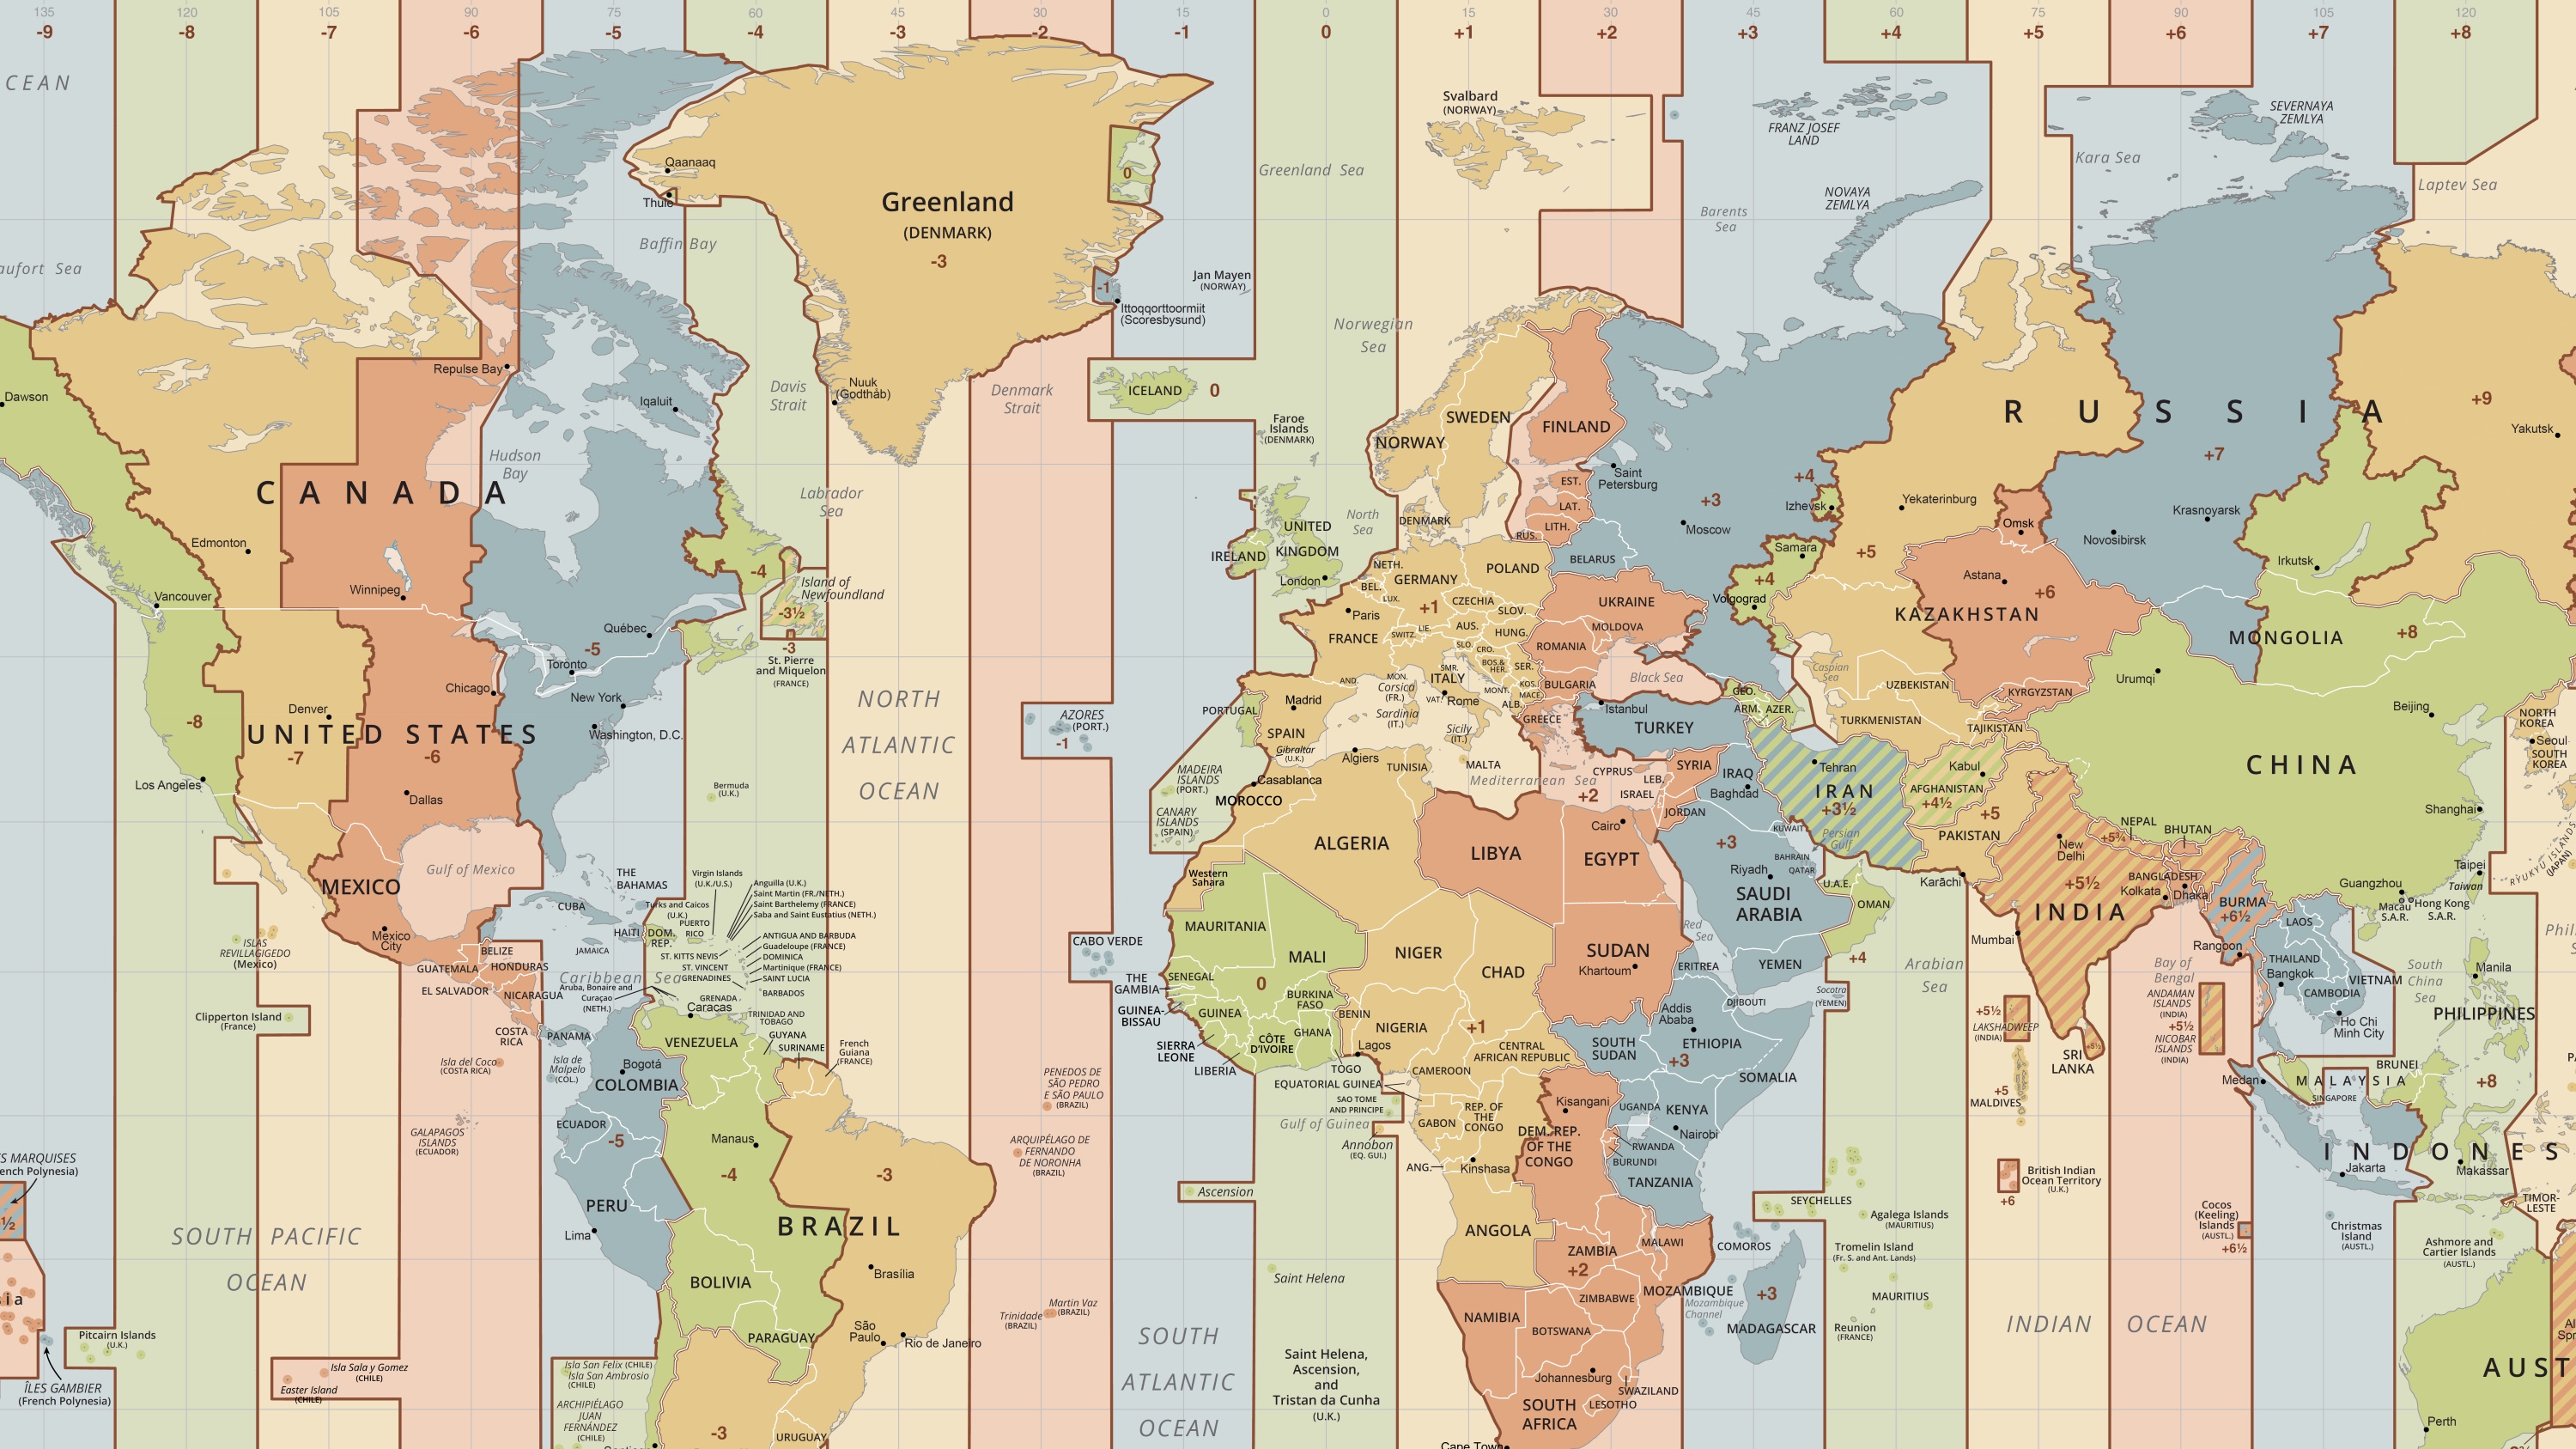 135 120 105 90 75 60 45 30 15 0 15 30 45 60 75 90 105 120
-9 -8 -7 -6 -5 -4 -3 -2 -1 0 +1 +2 +3 +4 +5 +6 +7 +8
CEAN
aufort Sea
Dawson
CANADA
Edmonton
Winnipeg
Vancouver
Repulse Bay
Hudson
Bay
Iqaluit
Qaanaaq
Thule
Baffin Bay
Greenland
(DENMARK)
-3
0
-1
Ittoqqorttoormiit
(Scoresbysund)
Nuuk
(Godthåb)
Davis
Strait
Denmark
Strait
Labrador
Sea
-4
Island of
Newfoundland
-3½
-3
St. Pierre
and Miquelon
(FRANCE)
Québec
-5
Toronto
Chicago
New York
Washington, D.C.
Denver
UNITED STATES
-8
-7
-6
Los Angeles
Dallas
Bermuda
(U.K.)
NORTH
ATLANTIC
OCEAN
Gulf of Mexico
MEXICO
Mexico
City
ISLAS
REVILLAGIGEDO
(Mexico)
Clipperton Island
(France)
BELIZE
GUATEMALA
HONDURAS
EL SALVADOR
NICARAGUA
COSTA
RICA
PANAMA
Isla del Coco
(COSTA RICA)
Isla de
Malpelo
(COL.)
THE
BAHAMAS
CUBA
JAMAICA
HAITI
DOM.
REP.
Turks and Caicos
(U.K.)
PUERTO
RICO
Virgin Islands
(U.K./U.S.)
Anguilla (U.K.)
Saint Martin (FR./NETH.)
Saint Barthelemy (FRANCE)
Saba and Saint Eustatius (NETH.)
ANTIGUA AND BARBUDA
Guadeloupe (FRANCE)
DOMINICA
Martinique (FRANCE)
SAINT LUCIA
BARBADOS
ST. KITTS NEVIS
ST. VINCENT
GRENADINES
GRENADA
Caribbean Sea
Aruba, Bonaire and
Curaçao
(NETH.)
Caracas
TRINIDAD AND
TOBAGO
VENEZUELA
GUYANA
SURINAME
French
Guiana
(FRANCE)
Bogotá
COLOMBIA
ECUADOR
-5
GALAPAGOS
ISLANDS
(ECUADOR)
Manaus
-4
-3
PERU
Lima
BRAZIL
BOLIVIA
Brasília
PARAGUAY
São
Paulo
Rio de Janeiro
-3
URUGUAY
S MARQUISES
ench Polynesia)
½
sia
SOUTH PACIFIC
OCEAN
Pitcairn Islands
(U.K.)
ÎLES GAMBIER
(French Polynesia)
Isla Sala y Gomez
(CHILE)
Easter Island
(CHILE)
Isla San Felix (CHILE)
Isla San Ambrosio
(CHILE)
ARCHIPIÉLAGO
JUAN
FERNÁNDEZ
(CHILE)
PENEDOS DE
SÃO PEDRO
E SÃO PAULO
(BRAZIL)
ARQUIPÉLAGO DE
FERNANDO
DE NORONHA
(BRAZIL)
Trinidade
(BRAZIL)
Martin Vaz
(BRAZIL)
SOUTH
ATLANTIC
OCEAN
Ascension
Saint Helena
Saint Helena,
Ascension,
and
Tristan da Cunha
(U.K.)
Greenland Sea
Jan Mayen
(NORWAY)
ICELAND
0
Faroe
Islands
(DENMARK)
Norwegian
Sea
Svalbard
(NORWAY)
Barents
Sea
FRANZ JOSEF
LAND
NOVAYA
ZEMLYA
Kara Sea
SEVERNAYA
ZEMLYA
Laptev Sea
NORWAY
SWEDEN
FINLAND
EST.
LAT.
LITH.
RUS.
BELARUS
North
Sea
DENMARK
UNITED
KINGDOM
IRELAND
London
NETH.
BEL.
LUX.
GERMANY
+1
POLAND
CZECHIA
SLOV.
Paris
FRANCE
SWITZ.
LIE.
AUS.
HUNG.
SLO.
CRO.
BOS.&
HER.
SER.
MONT.
KOS.
MACE.
ALB.
UKRAINE
MOLDOVA
ROMANIA
BULGARIA
GREECE
Black Sea
AND.
MON.
SMR.
ITALY
VAT.
Rome
Corsica
(FR.)
Sardinia
(IT.)
Sicily
(IT.)
MALTA
Mediterranean Sea
PORTUGAL
Madrid
SPAIN
Gibraltar
(U.K.)
AZORES
(PORT.)
-1
MADEIRA
ISLANDS
(PORT.)
CANARY
ISLANDS
(SPAIN)
Casablanca
MOROCCO
Algiers
TUNISIA
ALGERIA
LIBYA
EGYPT
Cairo
+2
CYPRUS
LEB.
ISRAEL
SYRIA
JORDAN
Istanbul
TURKEY
GEO.
ARM.
AZER.
IRAQ
Baghdad
+3
KUWAIT
Riyadh
SAUDI
ARABIA
BAHRAIN
QATAR
U.A.E.
OMAN
YEMEN
+4
Persian
Gulf
Tehran
IRAN
+3½
Red
Sea
Western
Sahara
MAURITANIA
MALI
0
NIGER
CHAD
SUDAN
Khartoum
ERITREA
CABO VERDE
SENEGAL
THE
GAMBIA
GUINEA-
BISSAU
GUINEA
SIERRA
LEONE
LIBERIA
CÔTE
D'IVOIRE
BURKINA
FASO
GHANA
BENIN
TOGO
NIGERIA
Lagos
+1
CENTRAL
AFRICAN REPUBLIC
CAMEROON
EQUATORIAL GUINEA
SAO TOME
AND PRINCIPE
Gulf of Guinea
Annobón
(EQ. GUI.)
GABON
REP. OF
THE
CONGO
ANG.
Kinshasa
Kisangani
DEM. REP.
OF THE
CONGO
SOUTH
SUDAN
Addis
Ababa
DJIBOUTI
ETHIOPIA
+3
SOMALIA
UGANDA
KENYA
Nairobi
RWANDA
BURUNDI
TANZANIA
ANGOLA
ZAMBIA
+2
MALAWI
ZIMBABWE
MOZAMBIQUE
Mozambique
Channel
NAMIBIA
BOTSWANA
Johannesburg
SWAZILAND
LESOTHO
SOUTH
AFRICA
Cape Town
COMOROS
+3
MADAGASCAR
SEYCHELLES
Agalega Islands
(MAURITIUS)
Tromelin Island
(Fr. S. and Ant. Lands)
MAURITIUS
Reunion
(FRANCE)
Socotra
(YEMEN)
Arabian
Sea
RUSSIA
Saint
Petersburg
+3
Moscow
+4
Izhevsk
Samara
+4
Volgograd
Yekaterinburg
+5
Omsk
Novosibirsk
Krasnoyarsk
+7
Irkutsk
+9
Yakutsk
Astana
+6
KAZAKHSTAN
Caspian
Sea
UZBEKISTAN
TURKMENISTAN
KYRGYZSTAN
TAJIKISTAN
Kabul
AFGHANISTAN
+4½
+5
PAKISTAN
Karāchi
MONGOLIA
+8
Urumqi
Beijing
CHINA
Shanghai
NORTH
KOREA
Seoul
SOUTH
KOREA
RYUKYU ISLANDS
(JAPAN)
Taipei
Taiwan
Guangzhou
Macau
S.A.R.
Hong Kong
S.A.R.
New
Delhi
NEPAL
+5¾
BHUTAN
+5½
INDIA
BANGLADESH
Kolkata
Dhaka
Mumbai
BURMA
+6½
Rangoon
LAOS
THAILAND
Bangkok
VIETNAM
CAMBODIA
Ho Chi
Minh City
South
China
Sea
Manila
PHILIPPINES
Phili
+5½
LAKSHADWEEP
(INDIA)
SRI
LANKA
+5½
+5
MALDIVES
Bay of
Bengal
ANDAMAN
ISLANDS
(INDIA)
+5½
NICOBAR
ISLANDS
(INDIA)
British Indian
Ocean Territory
(U.K.)
+6
Medan
MALAYSIA
SINGAPORE
BRUNEI
+8
INDONES
Jakarta
Makassar
TIMOR-
LESTE
Cocos
(Keeling)
Islands
(AUSTL.)
+6½
Christmas
Island
(AUSTL.)
Ashmore and
Cartier Islands
(AUSTL.)
INDIAN OCEAN
AUST
Perth
Al
Spr